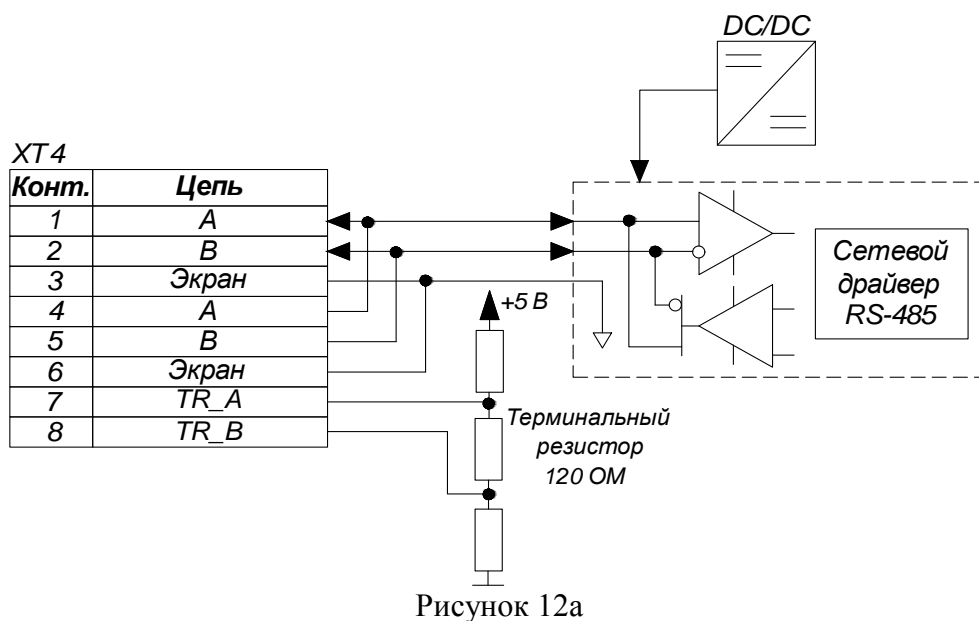 DC/DC
XT4
Конт. Цепь
1 A
2 B
3 Экран
4 A
5 B
6 Экран
7 TR_A
8 TR_B
+5 В
Терминальный
резистор
120 ОМ
Сетевой
драйвер
RS-485
Рисунок 12а